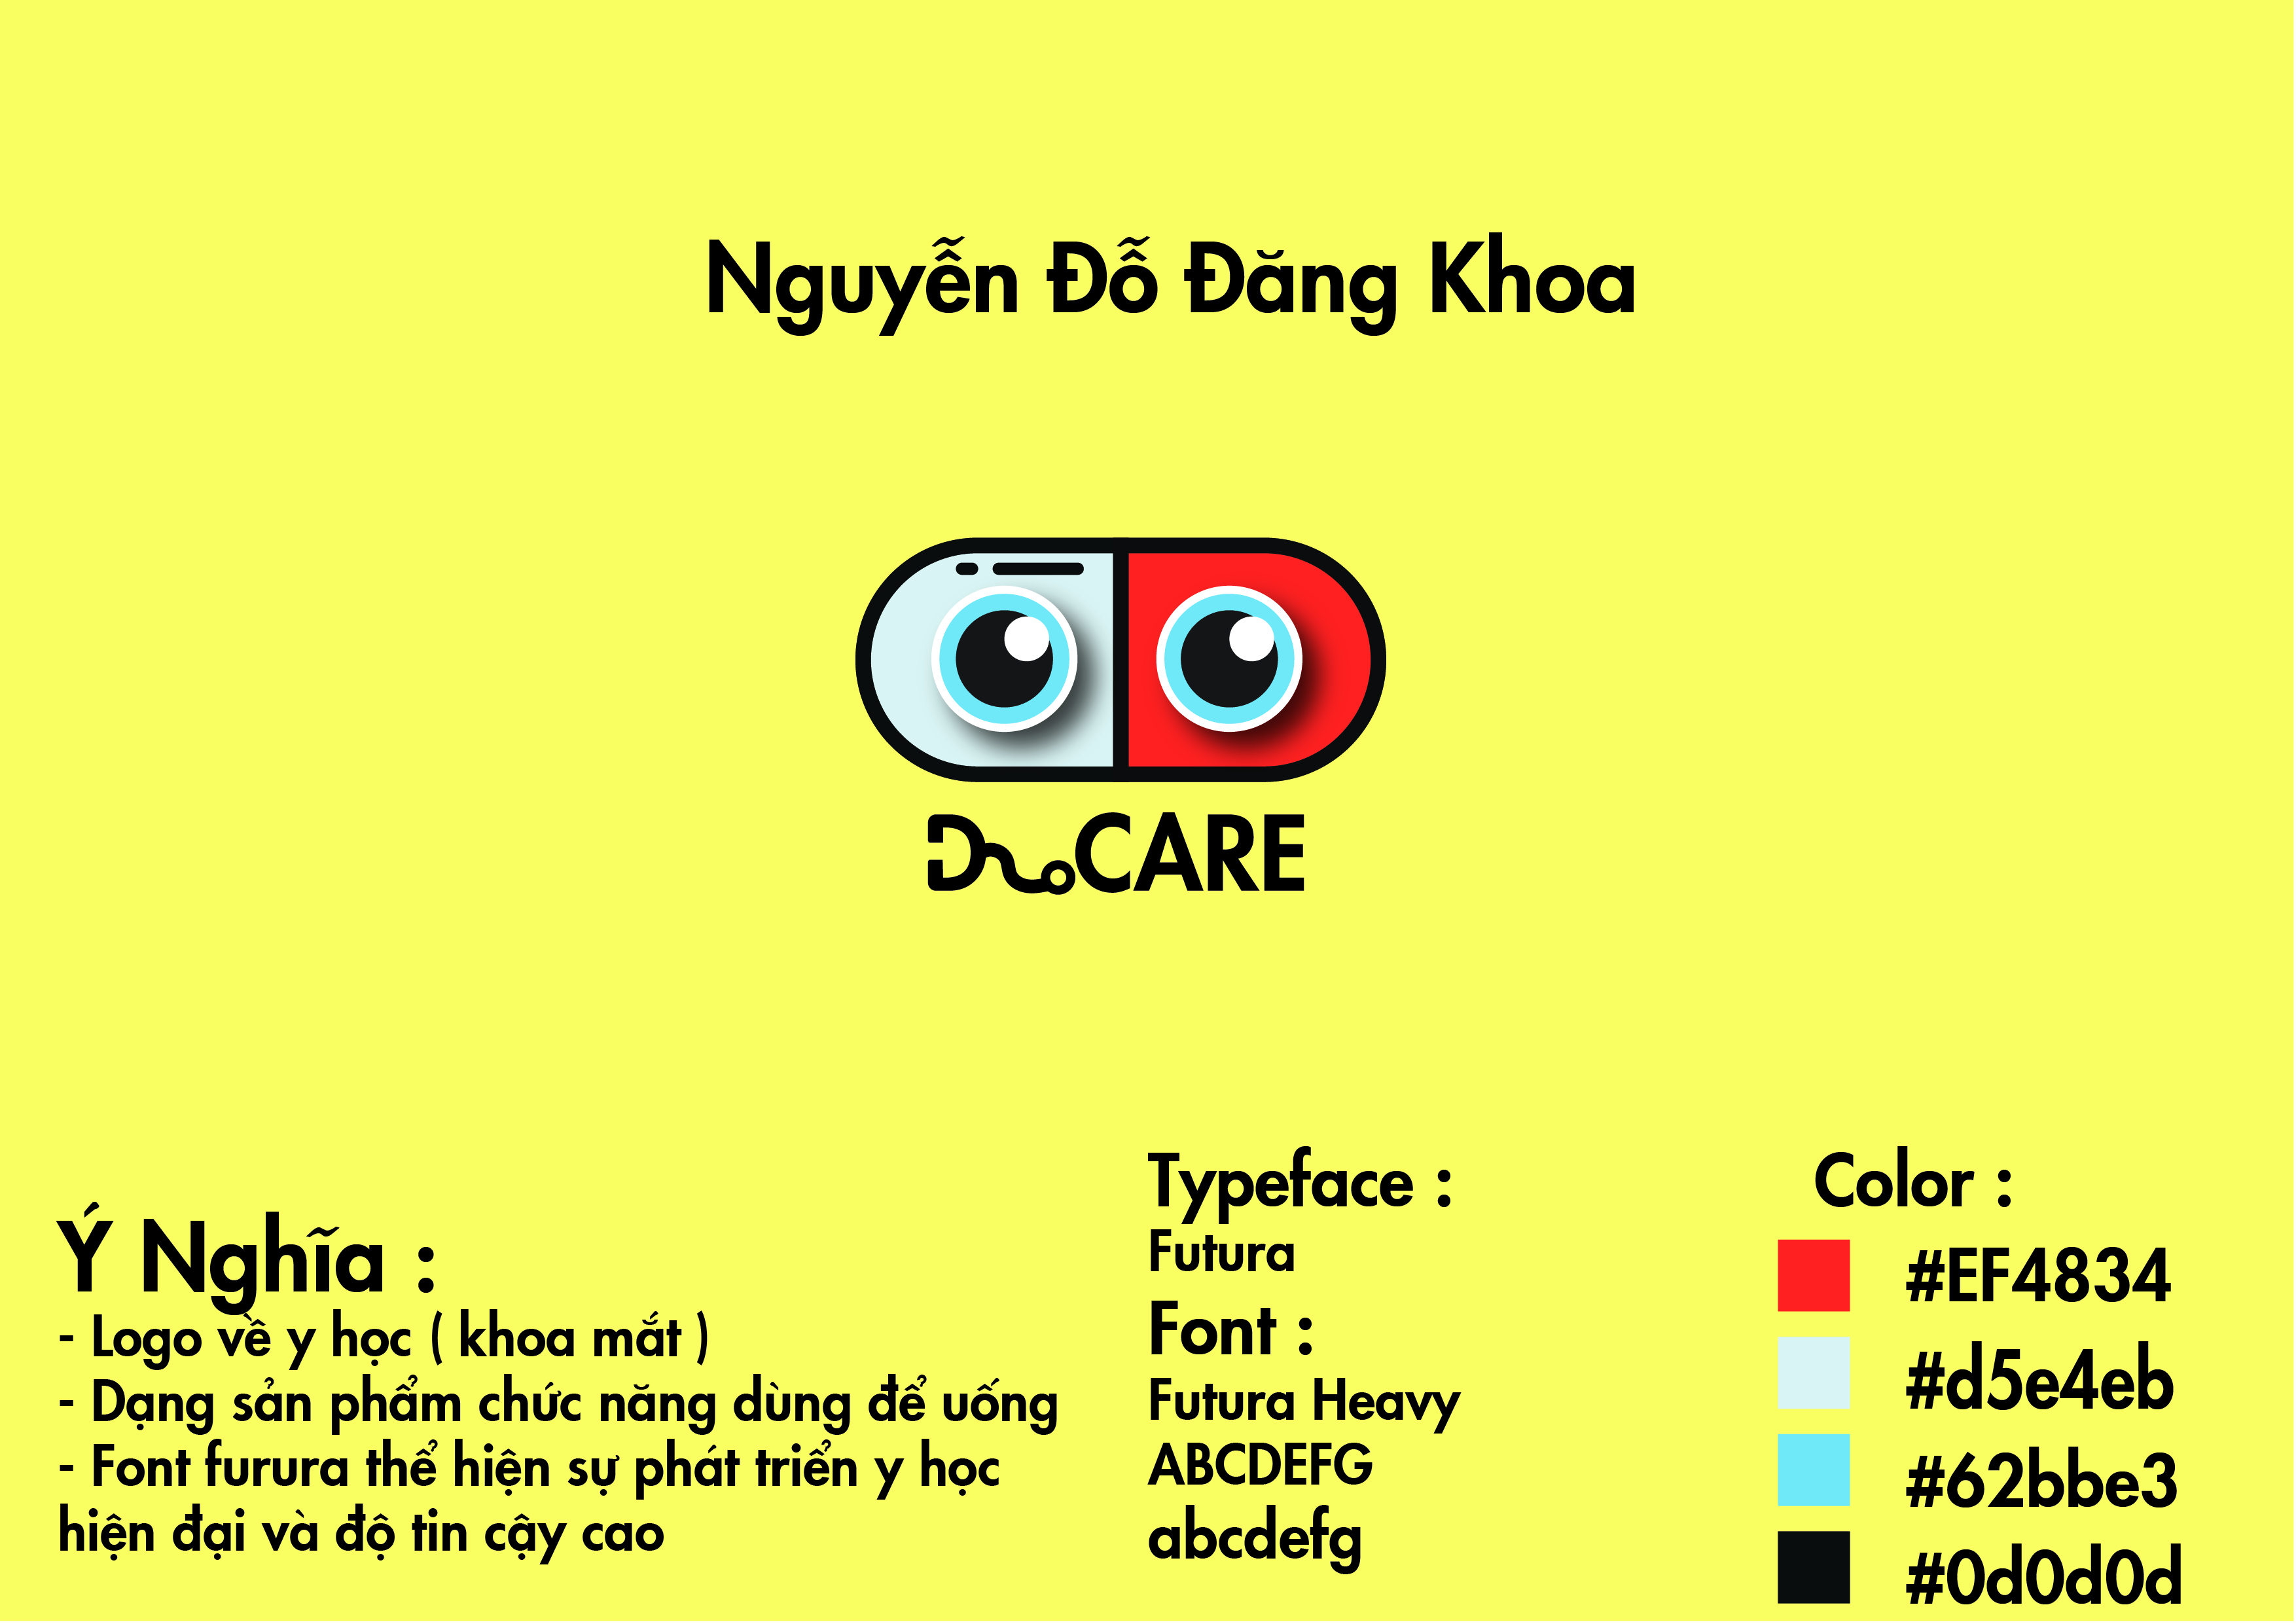 Nguyễn Đỗ Đăng Khoa
DCARE
Ý Nghĩa :
- Logo về y học ( khoa mắt )
- Dạng sản phẩm chức năng dùng để uống
- Font furura thể hiện sự phát triển y học
hiện đại và độ tin cậy cao
Typeface :
Futura
Font :
Futura Heavy
ABCDEFG
abcdefg
Color :
#EF4834
#d5e4eb
#62bbe3
#0d0d0d